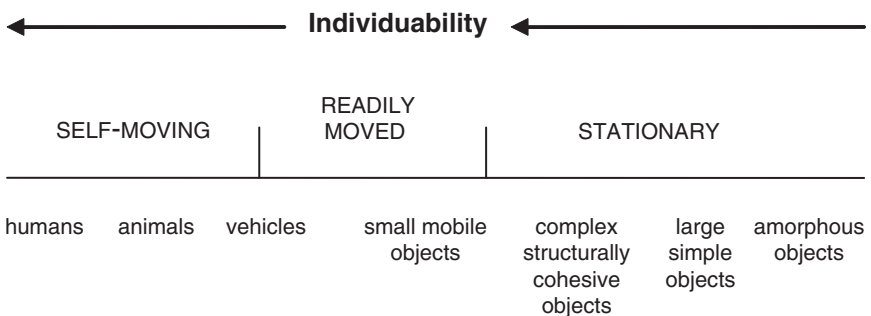 Individuability
SELF-MOVING
READILY
MOVED
STATIONARY
humans
animals
vehicles
small mobile
objects
complex
structurally
cohesive
objects
large
simple
objects
amorphous
objects